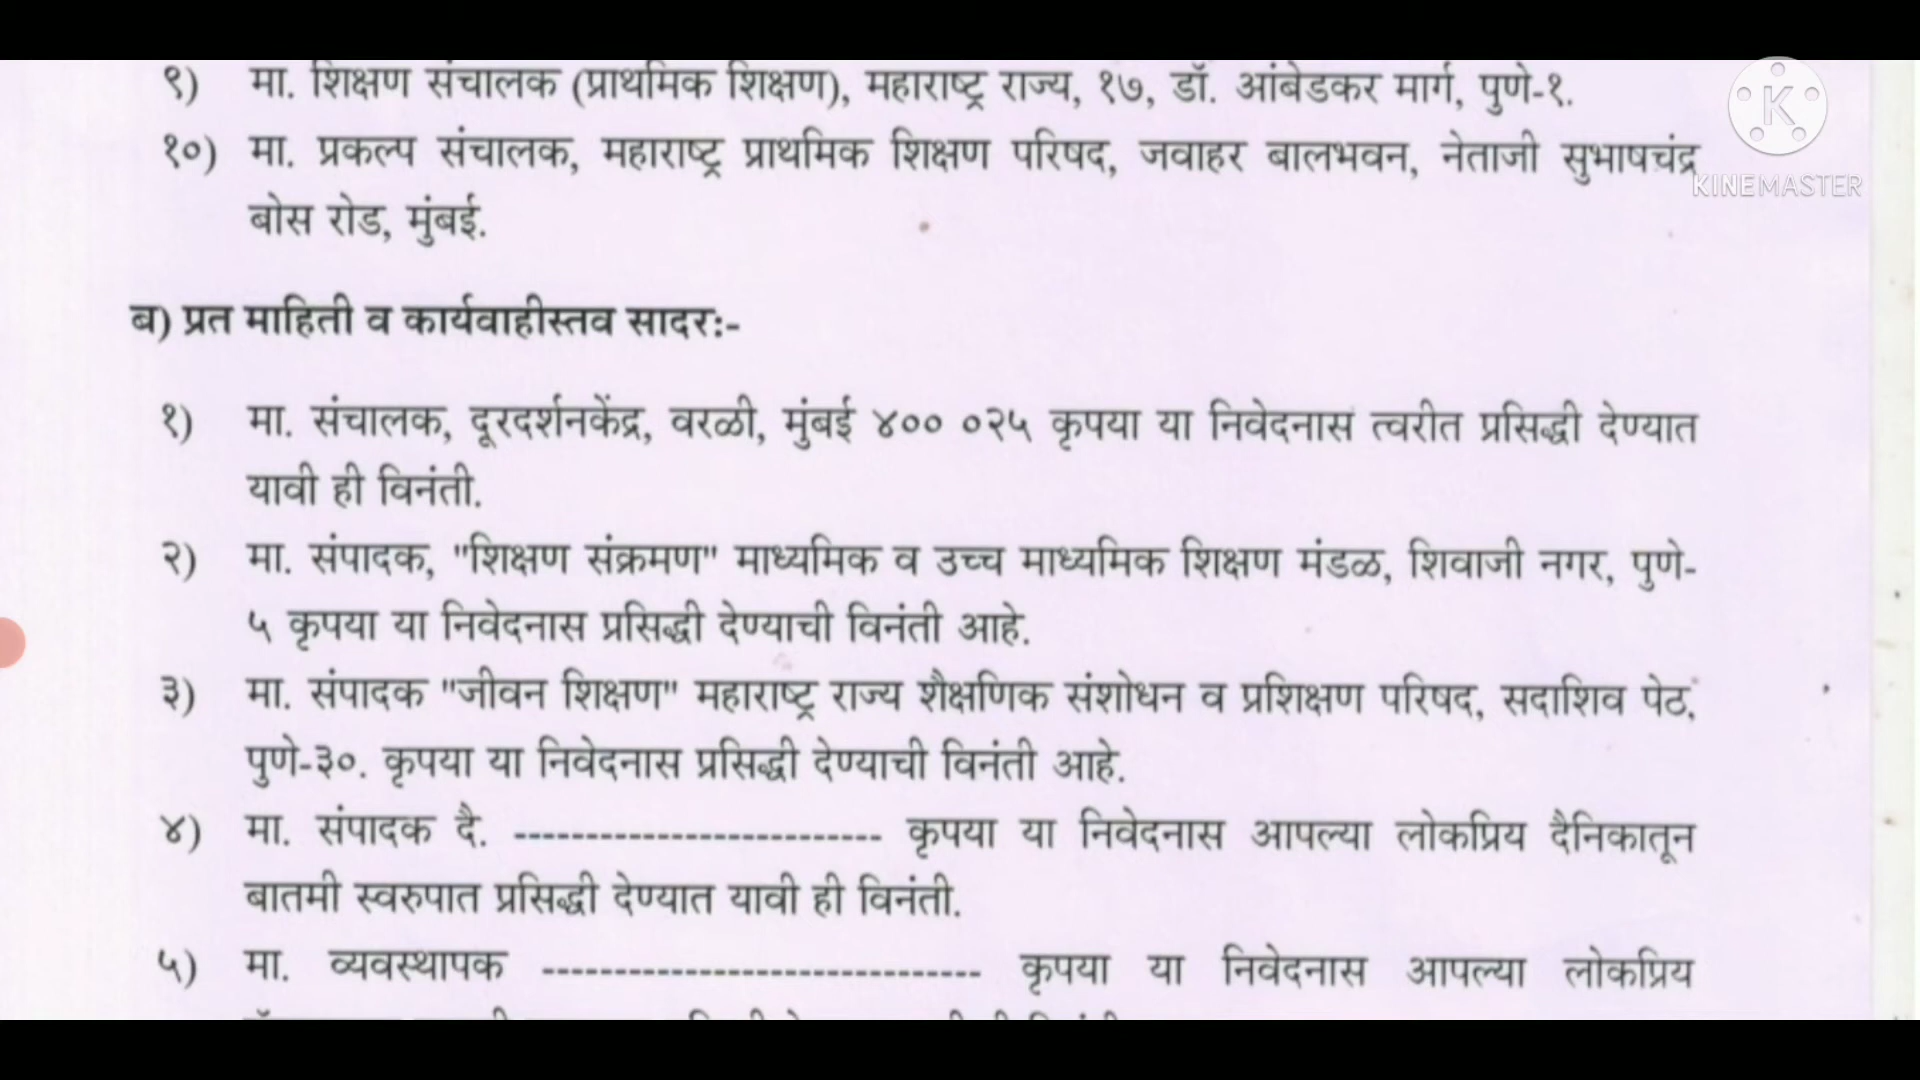 ९) मा. शिक्षण संचालक (प्राथमिक शिक्षण), महाराष्ट्र राज्य, १७, डॉ. आंबेडकर मार्ग, पुणे-१.
१०) मा. प्रकल्प संचालक, महाराष्ट्र प्राथमिक शिक्षण परिषद, जवाहर बालभवन, नेताजी सुभाषचंद्र
बोस रोड, मुंबई.
K
KINEMASTER
ब) प्रत माहिती व कार्यवाहीस्तव सादरः-
१) मा. संचालक, दूरदर्शनकेंद्र, वरळी, मुंबई ४०० ०२५ कृपया या निवेदनास त्वरीत प्रसिद्धी देण्यात
यावी ही विनंती.
२) मा. संपादक, "शिक्षण संक्रमण" माध्यमिक व उच्च माध्यमिक शिक्षण मंडळ, शिवाजी नगर, पुणे-
५ कृपया या निवेदनास प्रसिद्धी देण्याची विनंती आहे.
३) मा. संपादक "जीवन शिक्षण" महाराष्ट्र राज्य शैक्षणिक संशोधन व प्रशिक्षण परिषद, सदाशिव पेठ,
पुणे-३०. कृपया या निवेदनास प्रसिद्धी देण्याची विनंती आहे.
४) मा. संपादक दै. -------------------------- कृपया या निवेदनास आपल्या लोकप्रिय दैनिकातून
बातमी स्वरुपात प्रसिद्धी देण्यात यावी ही विनंती.
५) मा. व्यवस्थापक ------------------------------- कृपया या निवेदनास आपल्या लोकप्रिय